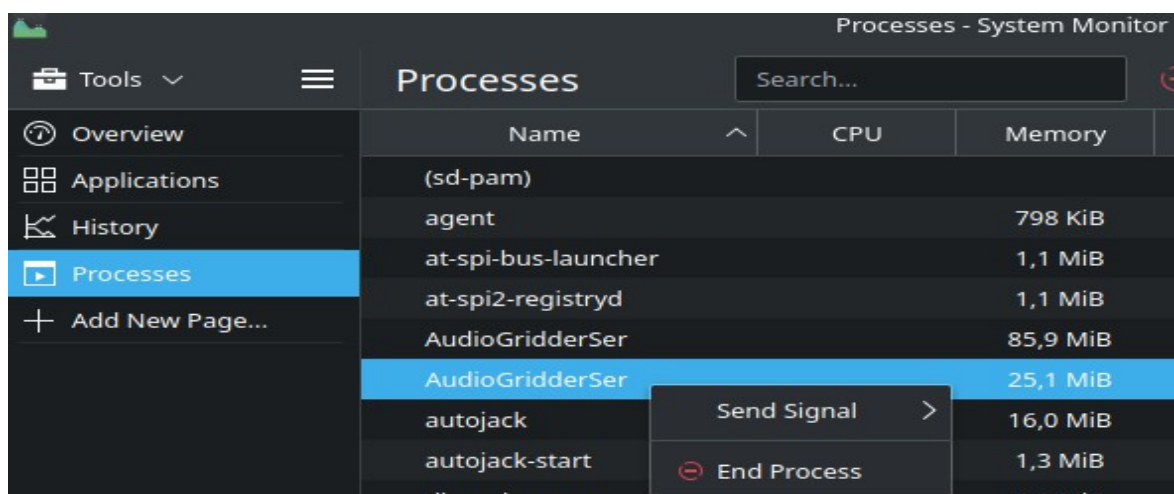 Processes - System Monitor
Tools
Processes
Search...
Overview
Applications
History
Processes
Add New Page...
Name CPU Memory
(sd-pam)
agent 798 KiB
at-spi-bus-launcher 1,1 MiB
at-spi2-registryd 1,1 MiB
AudioGridderSer 85,9 MiB
AudioGridderSer 25,1 MiB
autojack 16,0 MiB
autojack-start 1,3 MiB
Send Signal
End Process